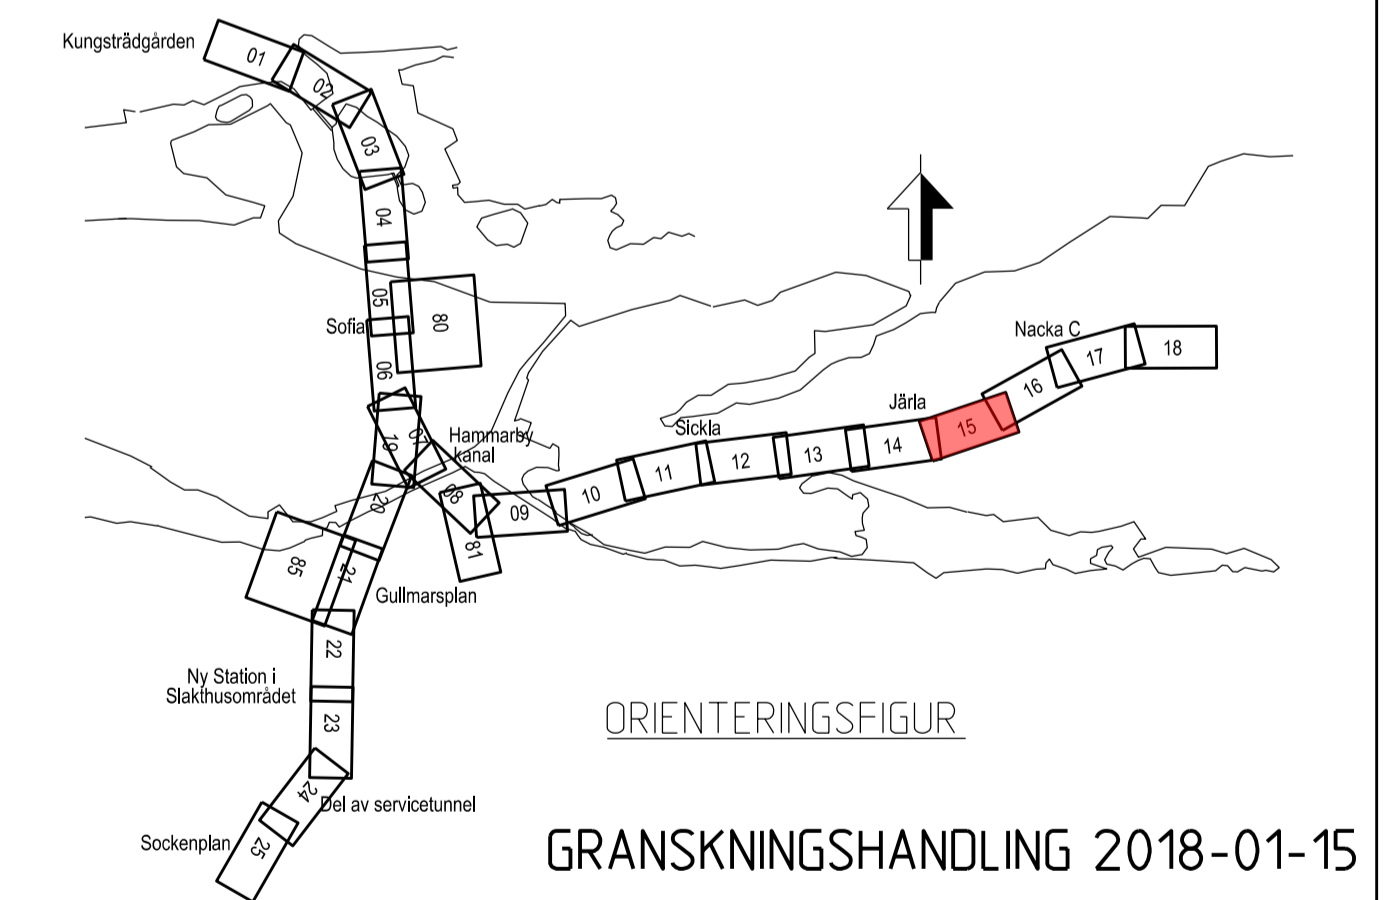 Kungsträdgården
01
02
03
04
05
Sofia
80
06
07
19
Hammarby
kanal
08
20
09
81
10
11
Sickla
12
13
Järla
14
15
16
Nacka C
17
18
85
21
Gullmarsplan
22
Ny Station i
Slakthusområdet
23
24
Del av servicetunnel
Sockenplan
25
ORIENTERINGSFIGUR
GRANSKNINGSHANDLING 2018-01-15